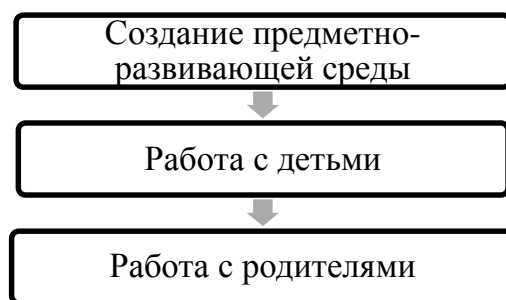 Создание предметно-
развивающей среды
Работа с детьми
Работа с родителями